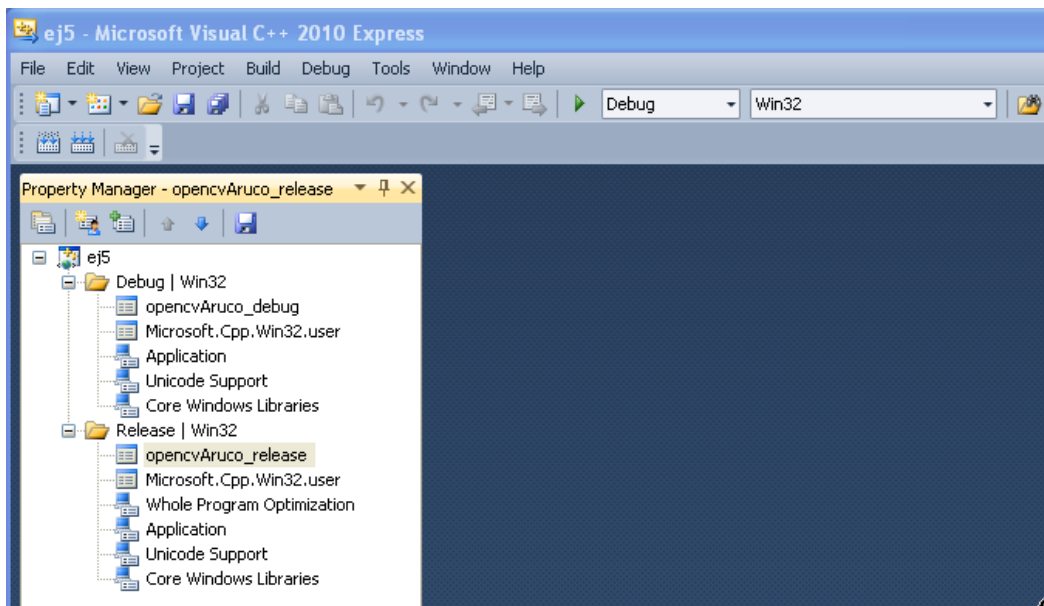 ej5 - Microsoft Visual C++ 2010 Express
File Edit View Project Build Debug Tools Window Help
Debug Win32
Property Manager - opencvAruco_release
ej5
Debug | Win32
opencvAruco_debug
Microsoft.Cpp.Win32.user
Application
Unicode Support
Core Windows Libraries
Release | Win32
opencvAruco_release
Microsoft.Cpp.Win32.user
Whole Program Optimization
Application
Unicode Support
Core Windows Libraries